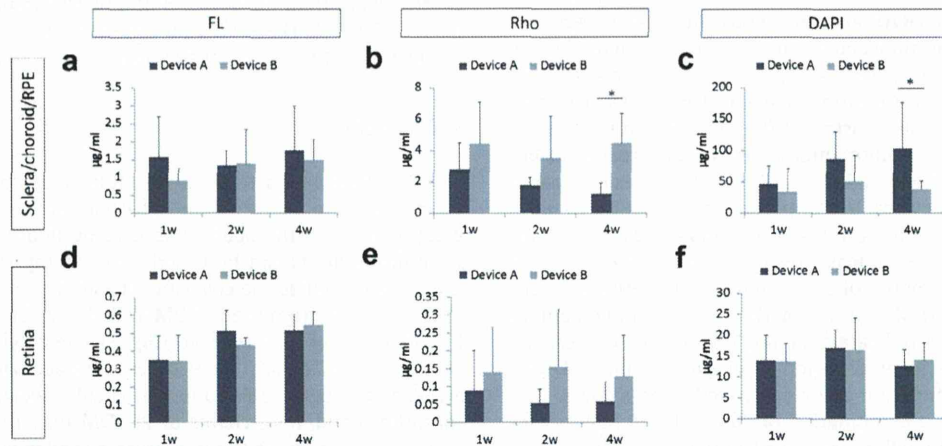 FL
Rho
DAPI
Sclera/choroid/RPE
a
Device A Device B
µg/ml
3.5
3
2.5
2
1.5
1
0.5
0
1w 2w 4w
b
Device A Device B
µg/ml
8
6
4
2
0
*
1w 2w 4w
c
Device A Device B
µg/ml
200
150
100
50
0
*
1w 2w 4w
Retina
d
Device A Device B
µg/ml
0.7
0.6
0.5
0.4
0.3
0.2
0.1
0
1w 2w 4w
e
Device A Device B
µg/ml
0.35
0.3
0.25
0.2
0.15
0.1
0.05
0
1w 2w 4w
f
Device A Device B
µg/ml
30
25
20
15
10
5
0
1w 2w 4w